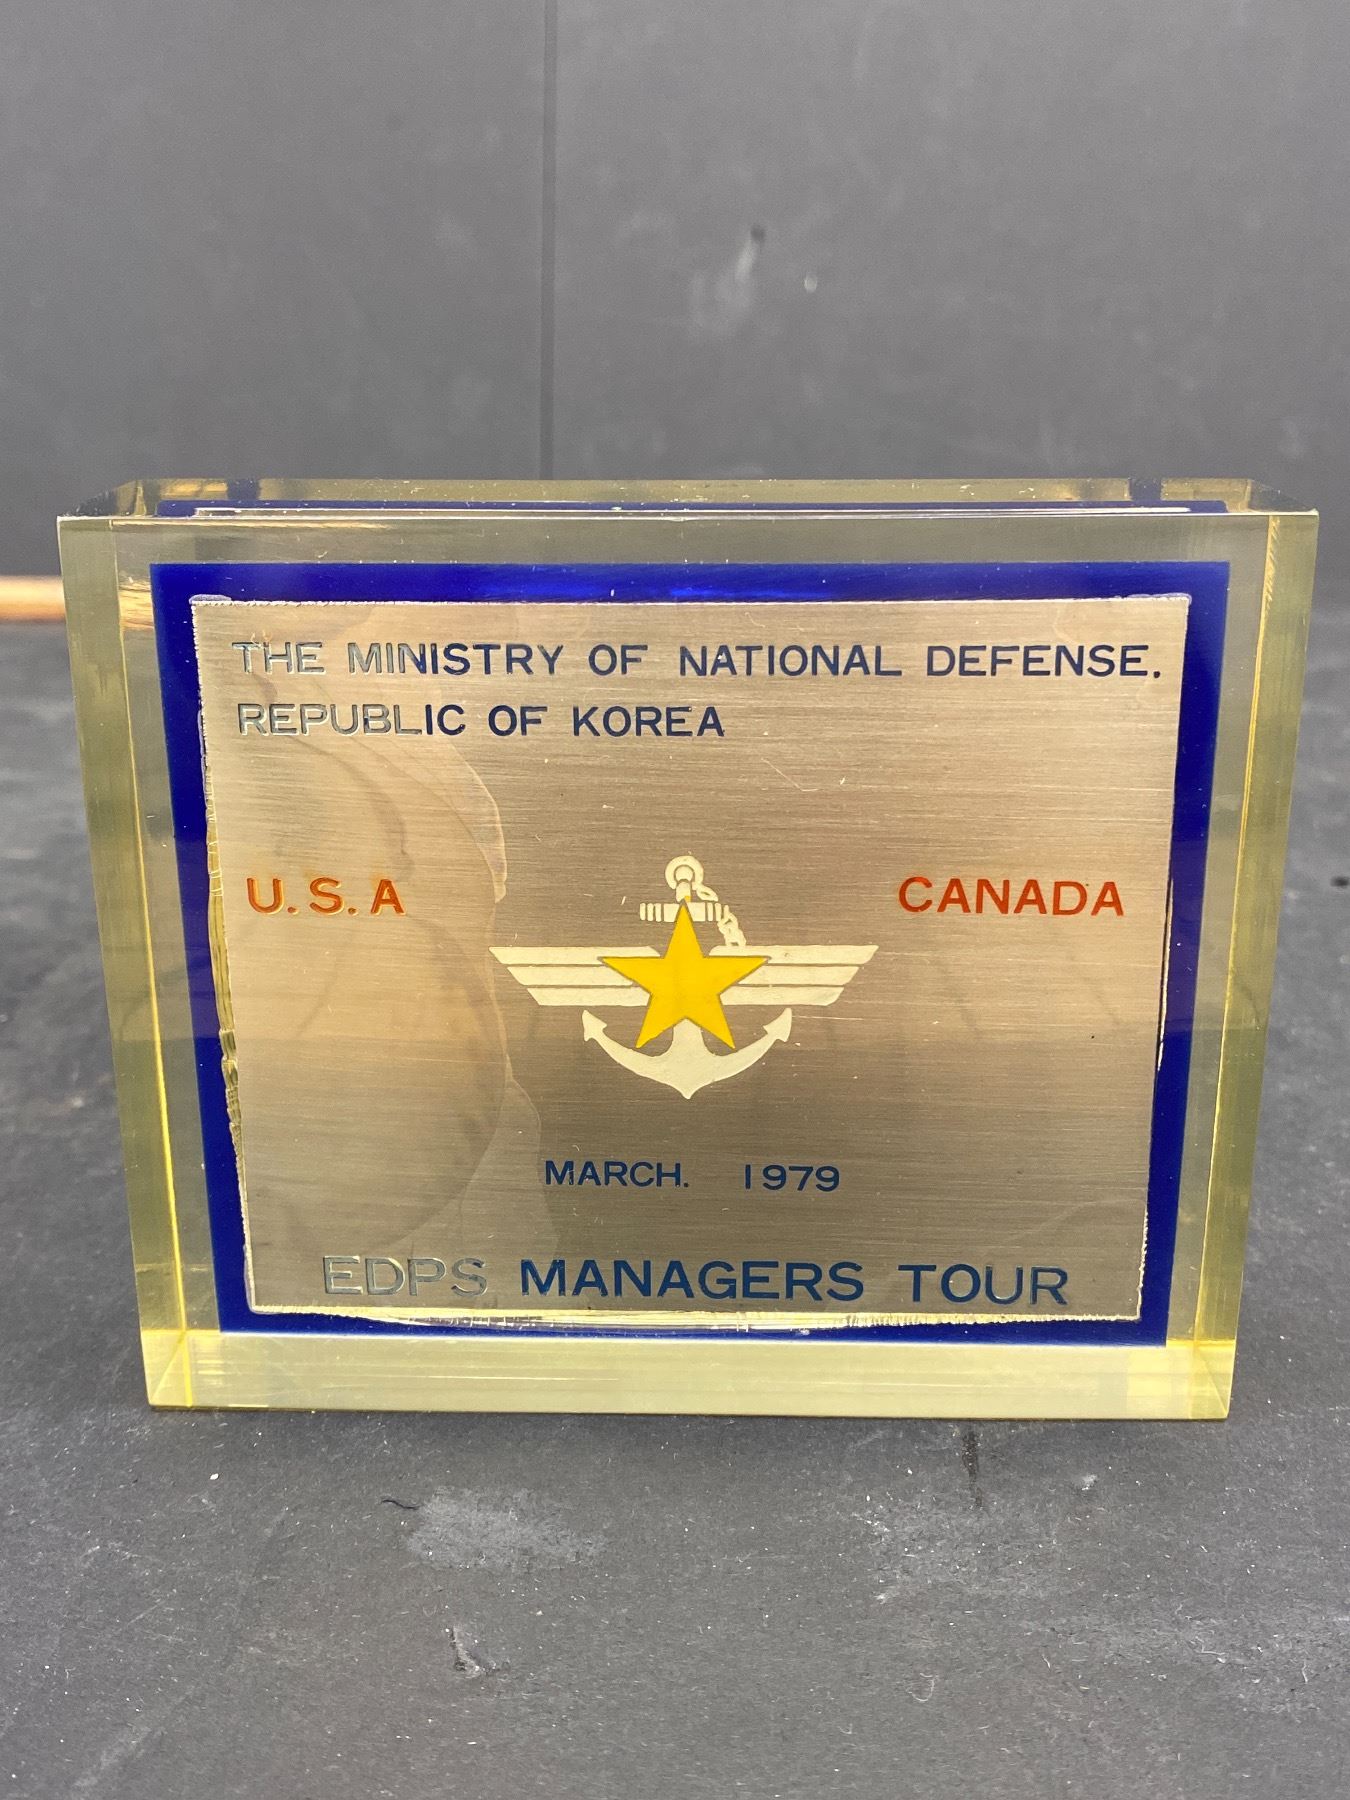 THE MINISTRY OF NATIONAL DEFENSE.
REPUBLIC OF KOREA
U.S.A CANADA
MARCH. 1979
EDPS MANAGERS TOUR